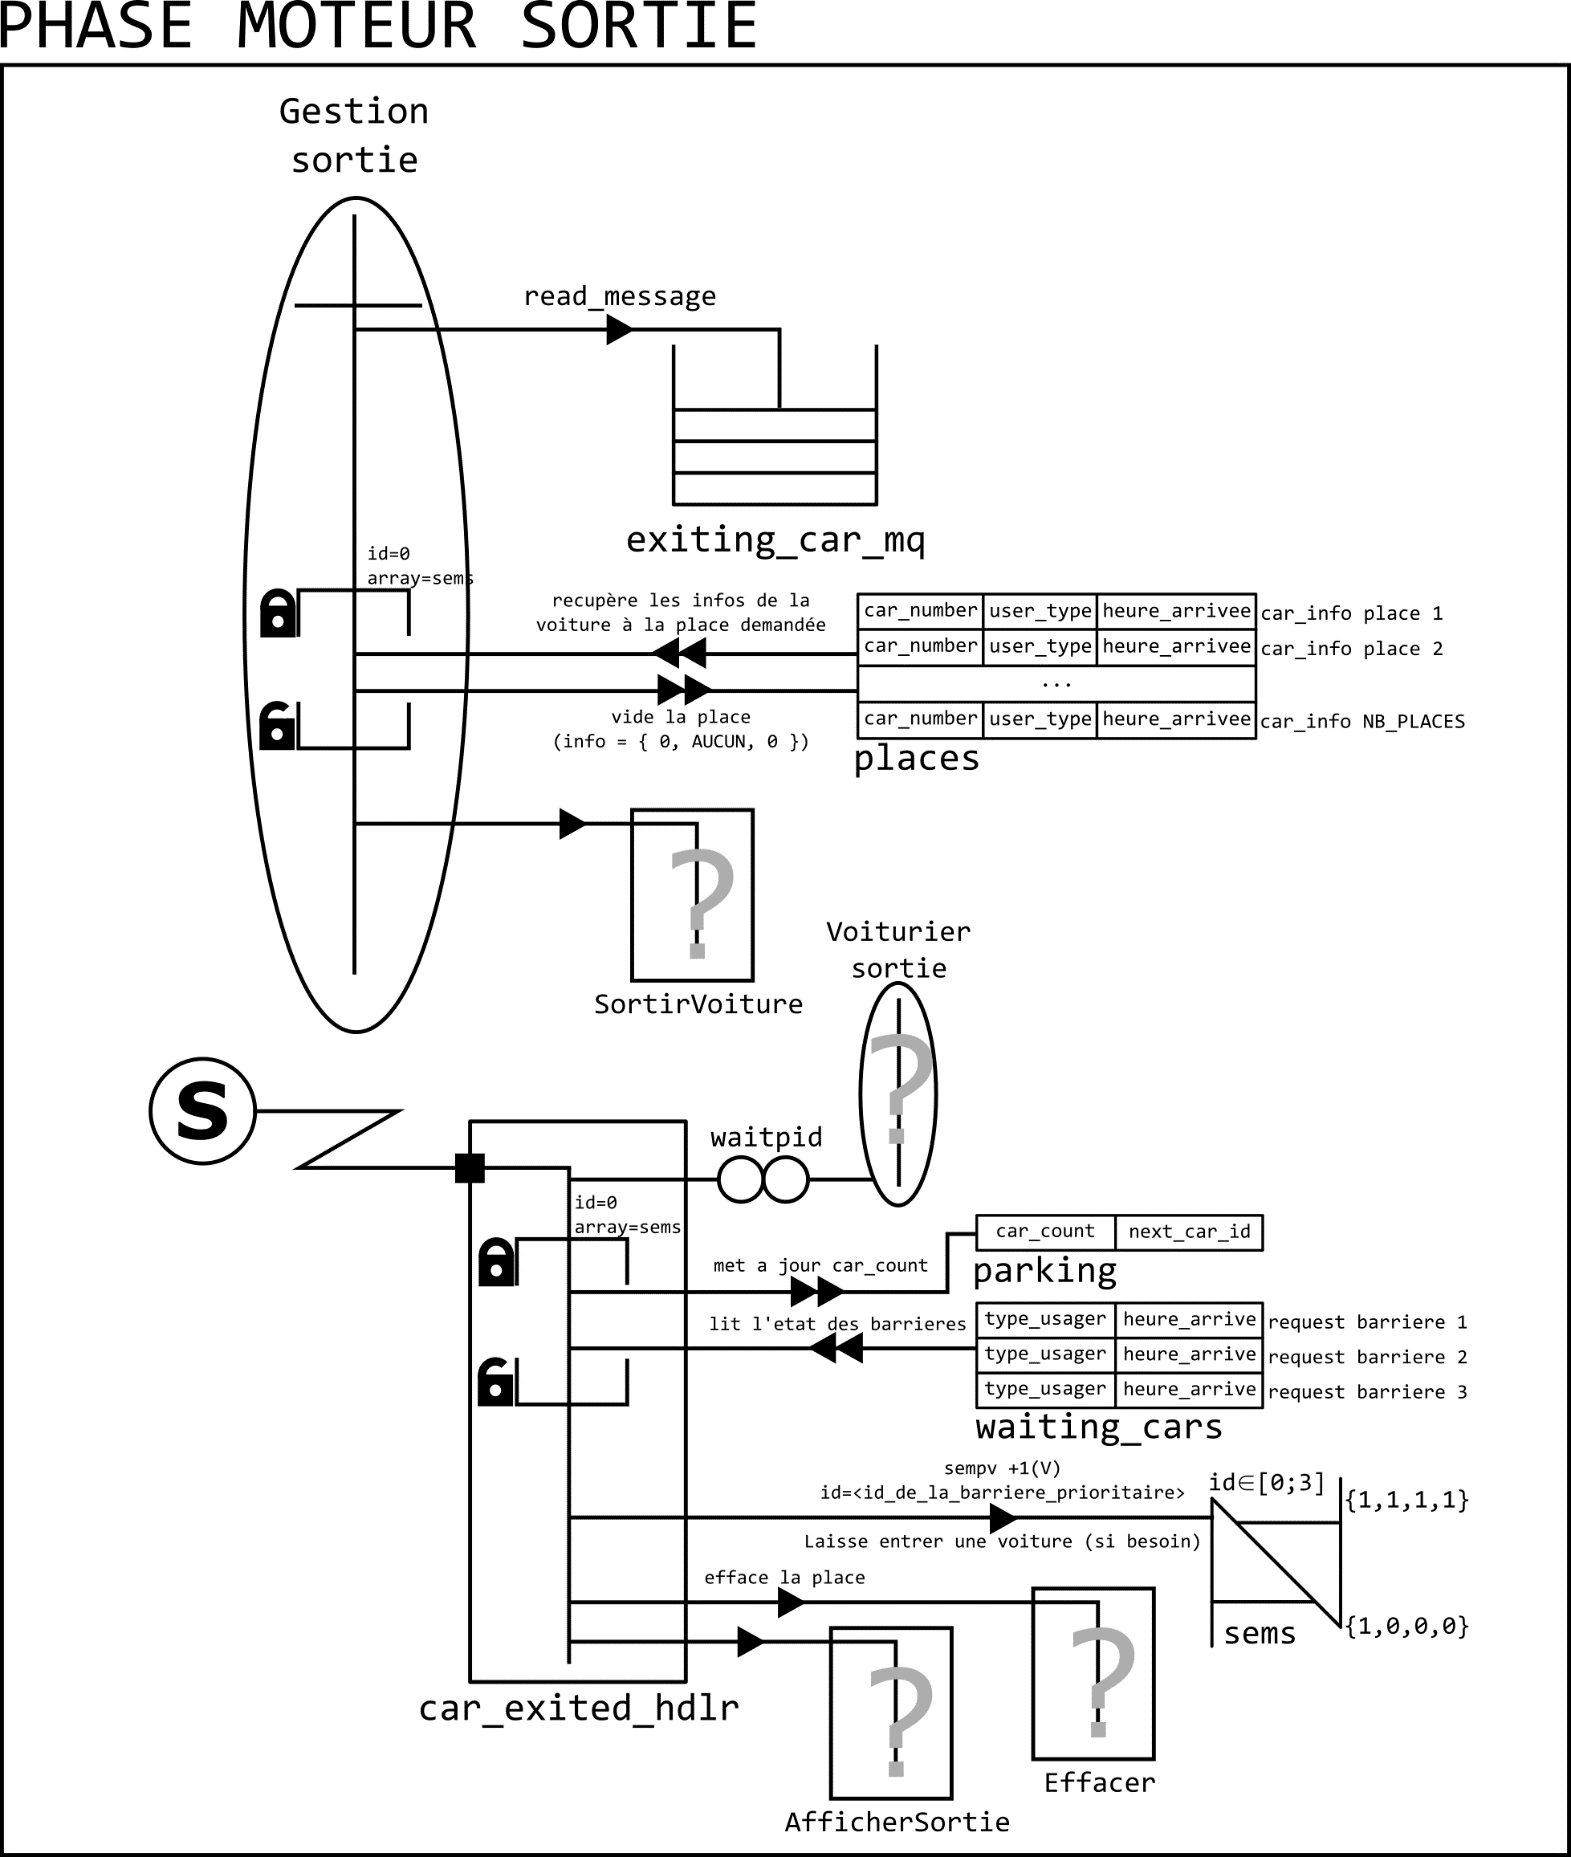 PHASE MOTEUR SORTIE
Gestion
sortie
read_message
exiting_car_mq
id=0
array=sems
recupère les infos de la
voiture à la place demandée
car_number user_type heure_arrivee car_info place 1
car_number user_type heure_arrivee car_info place 2
...
car_number user_type heure_arrivee car_info NB_PLACES
vide la place
(info = { 0, AUCUN, 0 })
places
?
SortirVoiture
Voiturier
sortie
?
S
waitpid
id=0
array=sems
car_count next_car_id
parking
met a jour car_count
lit l'etat des barrieres
type_usager heure_arrive request barriere 1
type_usager heure_arrive request barriere 2
type_usager heure_arrive request barriere 3
waiting_cars
sempv +1(V)
id=<id_de_la_barriere_prioritaire>
id∈[0;3]
{1,1,1,1}
Laisse entrer une voiture (si besoin)
efface la place
sems
{1,0,0,0}
car_exited_hdlr
?
?
Effacer
AfficherSortie